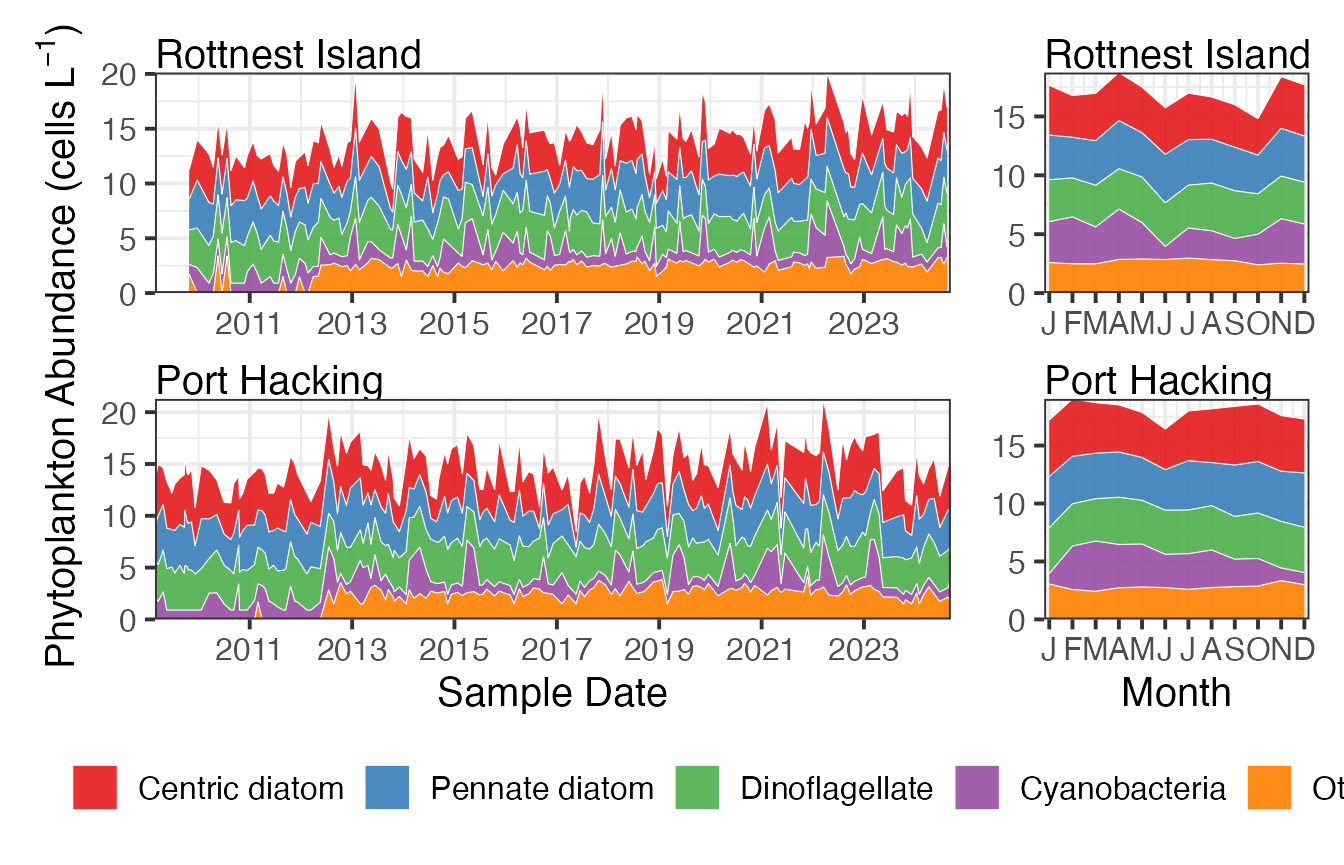 Phytoplankton Abundance (cells L⁻¹)
Rottnest Island
20
15
10
5
0
2011 2013 2015 2017 2019 2021 2023
Rottnest Island
15
10
5
0
J F M A M J J A S O N D
Port Hacking
20
15
10
5
0
2011 2013 2015 2017 2019 2021 2023
Sample Date
Port Hacking
15
10
5
0
J F M A M J J A S O N D
Month
Centric diatom Pennate diatom Dinoflagellate Cyanobacteria